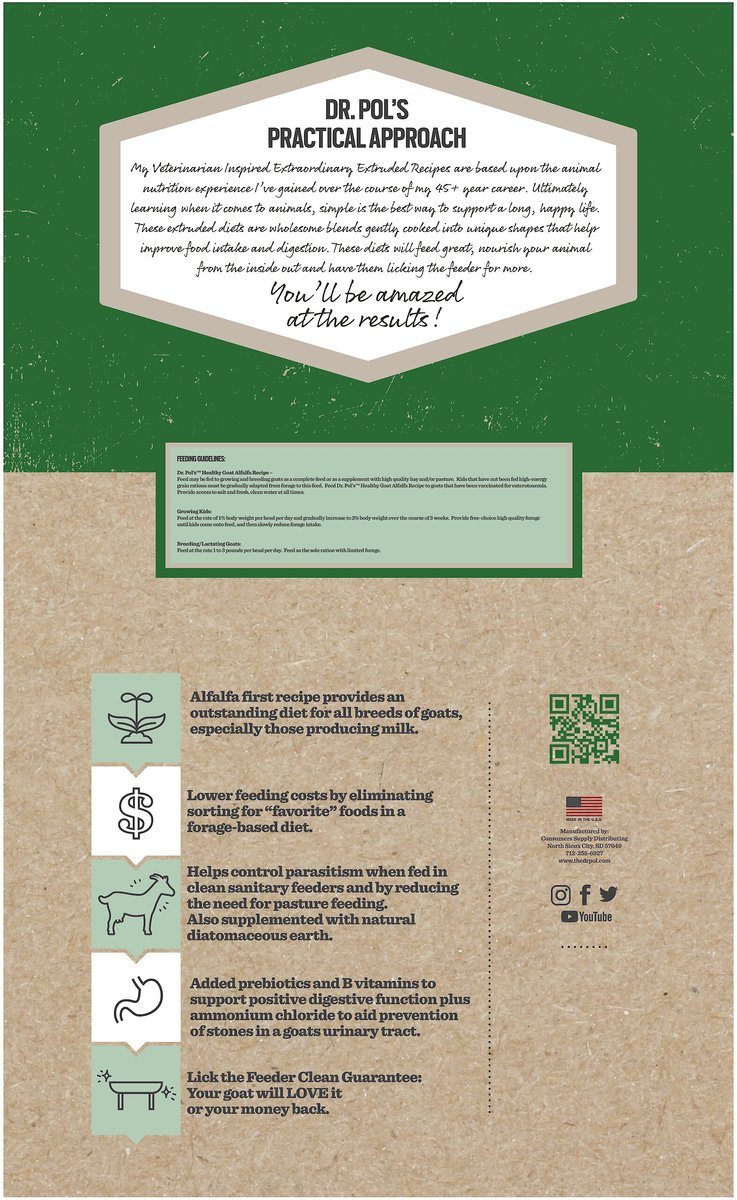 DR. POL'S
PRACTICAL APPROACH
My Veterinarian Inspired Extraordinary Extruded Recipes are based upon the animal
nutrition experience I've gained over the course of my 45+ year career. Ultimately
learning when it comes to animals, simple is the best way to support a long, happy life.
These extruded diets are wholesome blends gently cooked into unique shapes that help
improve food intake and digestion. These diets will feed great, nourish your animal
from the inside out and have them licking the feeder for more.
You'll be amazed
at the results!
FEEDING GUIDELINES:
Dr. Pol's™ Healthy Goat Alfalfa Recipe –
Feed may be fed to growing and breeding goats as a complete feed or as a supplement with high quality hay and/or pasture. Kids that have not been fed high-energy
grain rations must be gradually adapted from forage to this feed. Feed Dr. Pol's™ Healthy Goat Alfalfa Recipe to goats that have been vaccinated for enterotoxemia.
Provide access to salt and fresh, clean water at all times.
Growing Kids:
Feed at the rate of 1% body weight per head per day and gradually increase to 3% body weight over the course of 3 weeks. Provide free-choice high quality forage
until kids come onto feed, and then slowly reduce forage intake.
Breeding/Lactating Goats:
Feed at the rate 1 to 3 pounds per head per day. Feed as the sole ration with limited forage.
Alfalfa first recipe provides an
outstanding diet for all breeds of goats,
especially those producing milk.
$
Lower feeding costs by eliminating
sorting for "favorite" foods in a
forage-based diet.
Helps control parasitism when fed in
clean sanitary feeders and by reducing
the need for pasture feeding.
Also supplemented with natural
diatomaceous earth.
Added prebiotics and B vitamins to
support positive digestive function plus
ammonium chloride to aid prevention
of stones in a goats urinary tract.
Lick the Feeder Clean Guarantee:
Your goat will LOVE it
or your money back.
MADE IN THE U.S.A.
Manufactured by:
Consumers Supply Distributing
North Sioux City, SD 57049
712-255-6927
www.thedrpol.com
YouTube